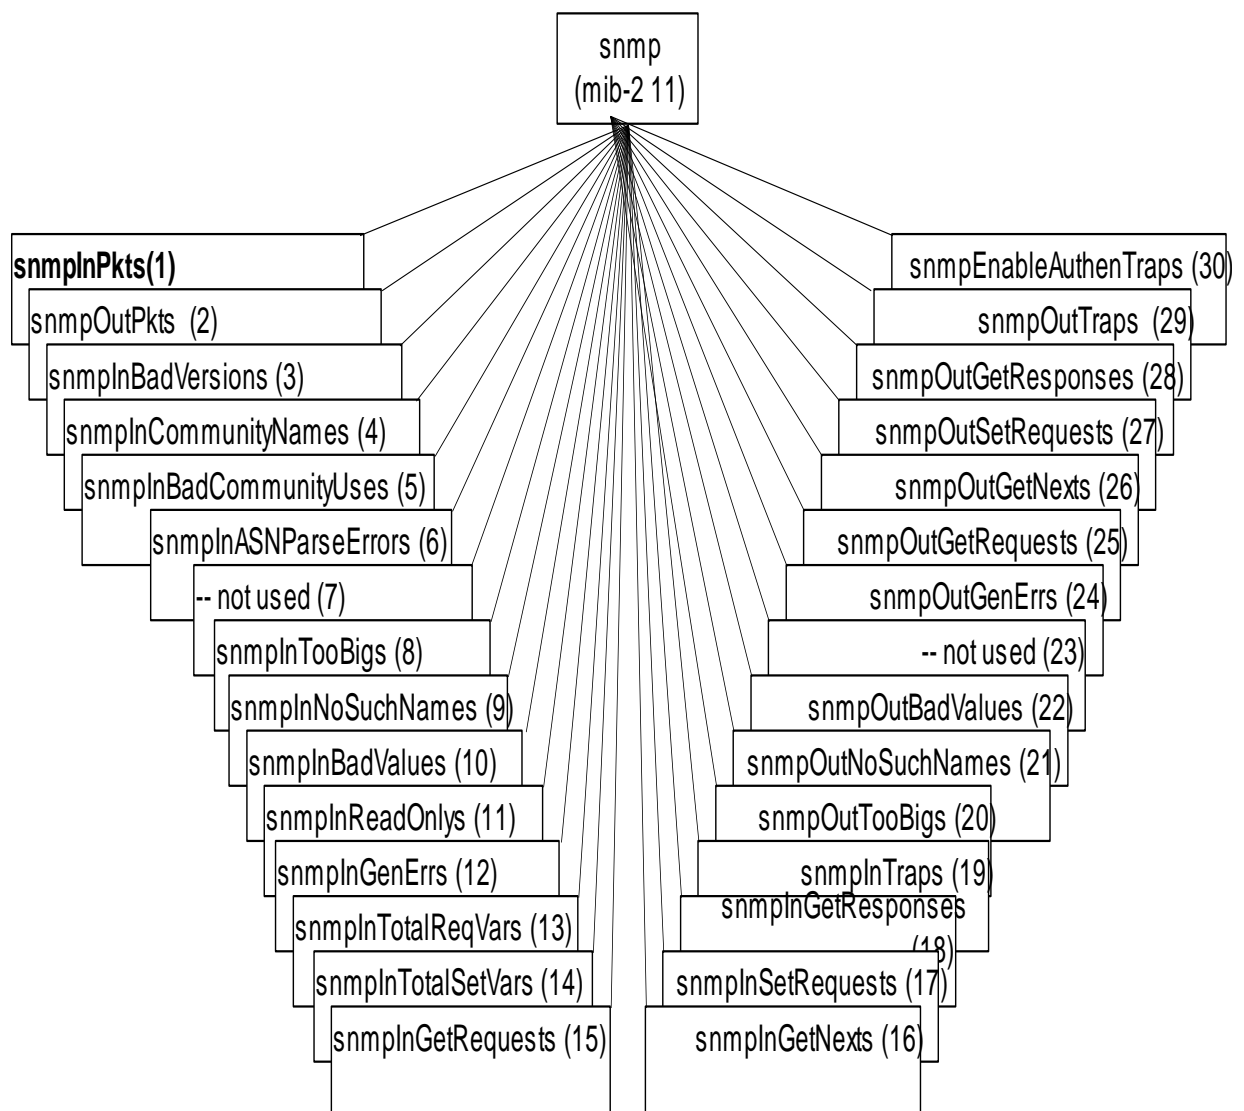 snmp
(mib-2 11)
snmpInPkts(1)
snmpOutPkts (2)
snmpInBadVersions (3)
snmpInCommunityNames (4)
snmpInBadCommunityUses (5)
snmpInASNParseErrors (6)
-- not used (7)
snmpInTooBigs (8)
snmpInNoSuchNames (9)
snmpInBadValues (10)
snmpInReadOnlys (11)
snmpInGenErrs (12)
snmpInTotalReqVars (13)
snmpInTotalSetVars (14)
snmpInGetRequests (15)
snmpEnableAuthenTraps (30)
snmpOutTraps (29)
snmpOutGetResponses (28)
snmpOutSetRequests (27)
snmpOutGetNexts (26)
snmpOutGetRequests (25)
snmpOutGenErrs (24)
-- not used (23)
snmpOutBadValues (22)
snmpOutNoSuchNames (21)
snmpOutTooBigs (20)
snmpInTraps (19)
snmpInGetResponses
(18)
snmpInSetRequests (17)
snmpInGetNexts (16)